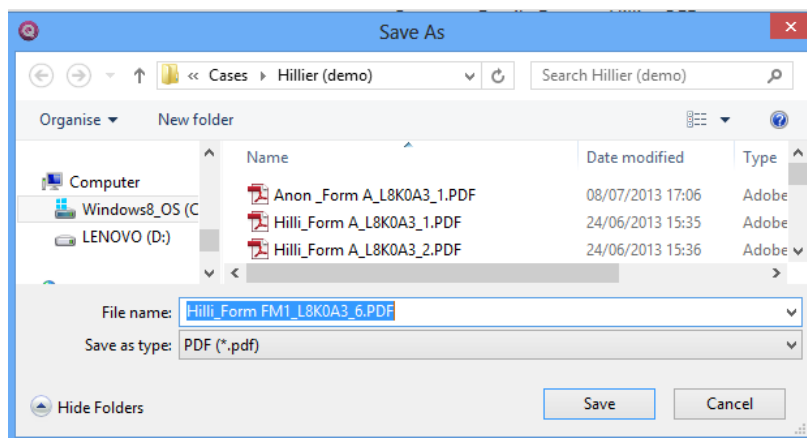 Save As
« Cases Hillier (demo)
Search Hillier (demo)
Organise New folder
Name Date modified Type
Computer
Windows8_OS (C
LENOVO (D:)
Anon _Form A_L8K0A3_1.PDF 08/07/2013 17:06 Adobe
Hilli_Form A_L8K0A3_1.PDF 24/06/2013 15:35 Adobe
Hilli_Form A_L8K0A3_2.PDF 24/06/2013 15:36 Adobe
File name: Hilli_Form FM1_L8K0A3_6.PDF
Save as type: PDF (*.pdf)
Hide Folders
Save Cancel